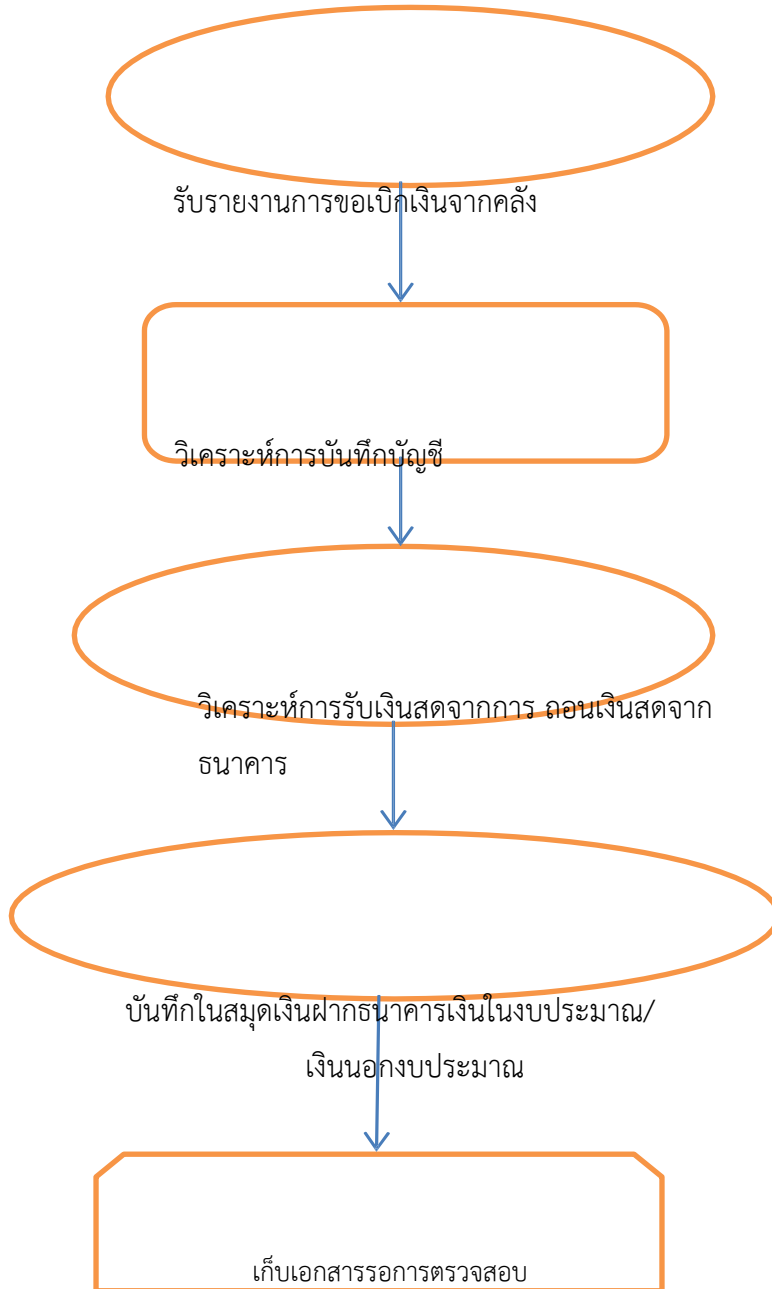 รับรายงานการขอเบิกเงินจากคลัง
วิเคราะห์การบันทึกบัญชี
วิเคราะห์การรับเงินสดจากการ ถอนเงินสดจาก
ธนาคาร
บันทึกในสมุดเงินฝากธนาคารเงินในงบประมาณ/
เงินนอกงบประมาณ
เก็บเอกสารรอการตรวจสอบ